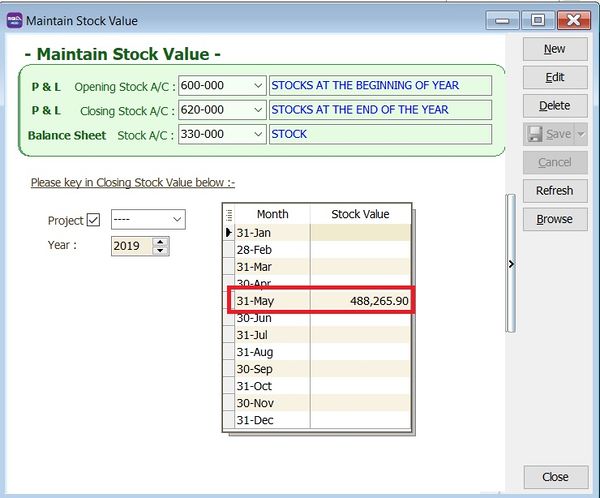 Maintain Stock Value
- Maintain Stock Value -
P & L Opening Stock A/C : 600-000 STOCKS AT THE BEGINNING OF YEAR
P & L Closing Stock A/C : 620-000 STOCKS AT THE END OF THE YEAR
Balance Sheet Stock A/C : 330-000 STOCK
Please key in Closing Stock Value below :-
Project ----
Year : 2019
Month Stock Value
31-Jan
28-Feb
31-Mar
30-Apr
31-May 488,265.90
30-Jun
31-Jul
31-Aug
30-Sep
31-Oct
30-Nov
31-Dec
New
Edit
Delete
Save
Cancel
Refresh
Browse
Close